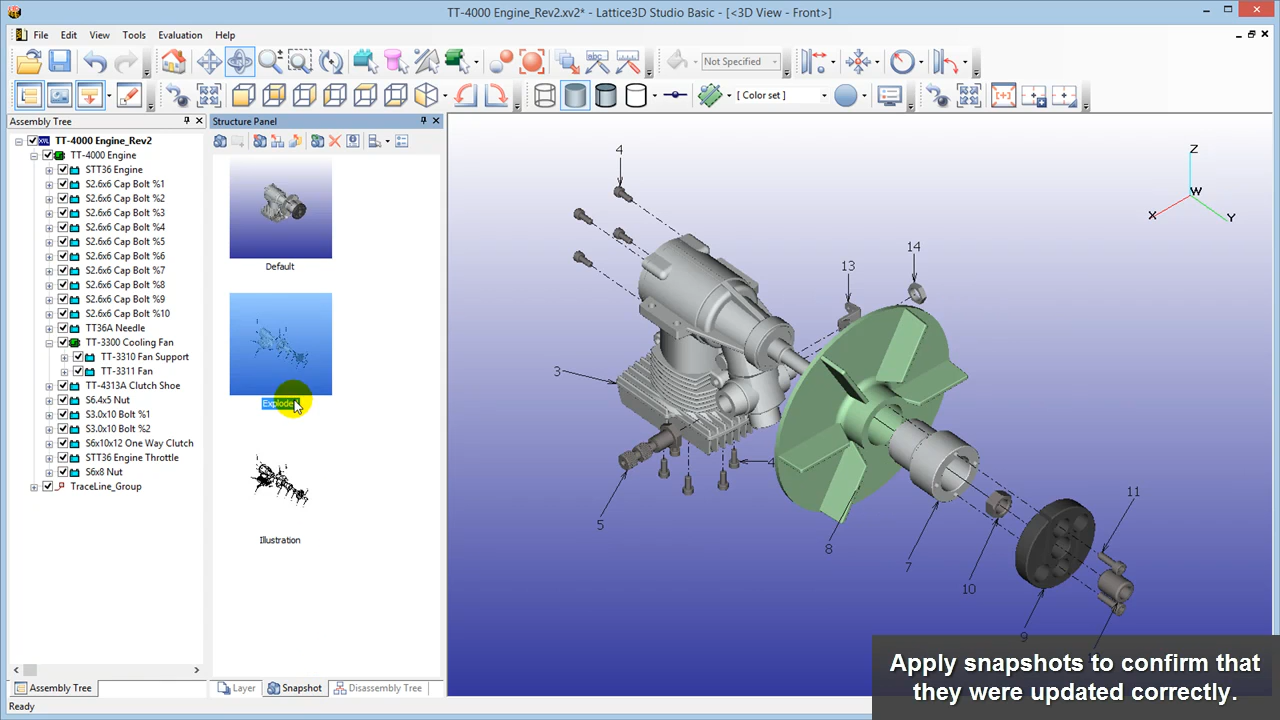 TT-4000 Engine_Rev2.xv2* - Lattice3D Studio Basic - [<3D View - Front>]
File Edit View Tools Evaluation Help
Not Specified
[ Color set ]
Assembly Tree
Structure Panel
TT-4000 Engine_Rev2
TT-4000 Engine
STT36 Engine
S2.6x6 Cap Bolt %1
S2.6x6 Cap Bolt %2
S2.6x6 Cap Bolt %3
S2.6x6 Cap Bolt %4
S2.6x6 Cap Bolt %5
S2.6x6 Cap Bolt %6
S2.6x6 Cap Bolt %7
S2.6x6 Cap Bolt %8
S2.6x6 Cap Bolt %9
S2.6x6 Cap Bolt %10
TT36A Needle
TT-3300 Cooling Fan
TT-3310 Fan Support
TT-3311 Fan
TT-4313A Clutch Shoe
S6.4x5 Nut
S3.0x10 Bolt %1
S3.0x10 Bolt %2
S6x10x12 One Way Clutch
STT36 Engine Throttle
S6x8 Nut
TraceLine_Group
Default
Illustration
4
14
13
3
4
5
8
7
10
11
9
Z
W
X
Y
Apply snapshots to confirm that
they were updated correctly.
Assembly Tree
Layer Snapshot Disassembly Tree
Ready